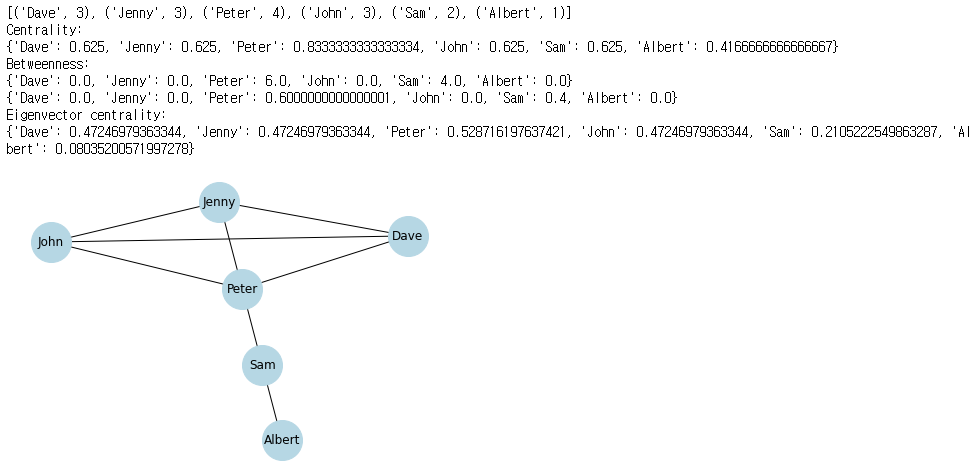 [('Dave', 3), ('Jenny', 3), ('Peter', 4), ('John', 3), ('Sam', 2), ('Albert', 1)]
Centrality:
{'Dave': 0.625, 'Jenny': 0.625, 'Peter': 0.8333333333333334, 'John': 0.625, 'Sam': 0.625, 'Albert': 0.4166666666666667}
Betweenness:
{'Dave': 0.0, 'Jenny': 0.0, 'Peter': 6.0, 'John': 0.0, 'Sam': 4.0, 'Albert': 0.0}
{'Dave': 0.0, 'Jenny': 0.0, 'Peter': 0.6000000000000001, 'John': 0.0, 'Sam': 0.4, 'Albert': 0.0}
Eigenvector centrality:
{'Dave': 0.47246979363344, 'Jenny': 0.47246979363344, 'Peter': 0.528716197637421, 'John': 0.47246979363344, 'Sam': 0.2105222549863287, 'Al
bert': 0.08035200571997278}
Jenny
John
Dave
Peter
Sam
Albert